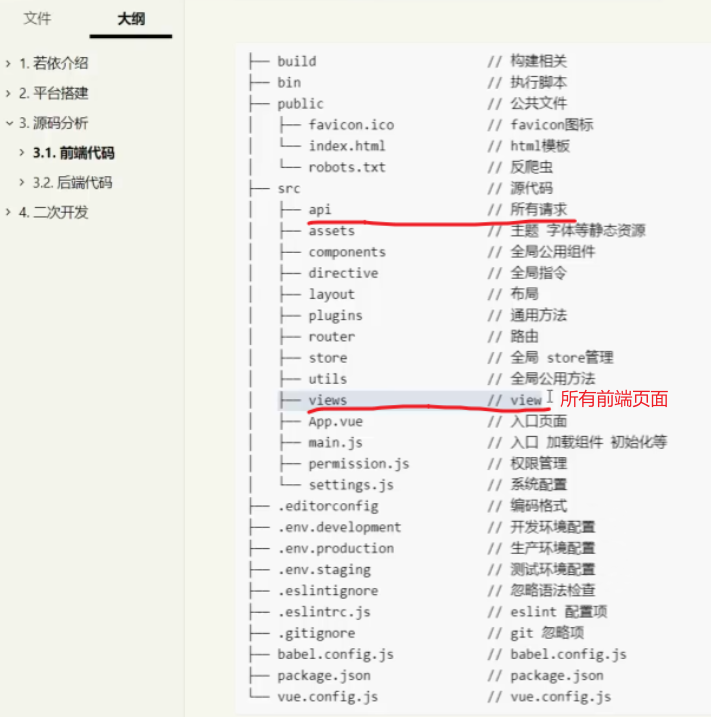 文件 大纲
1. 若依介绍
2. 平台搭建
3. 源码分析
3.1. 前端代码
3.2. 后端代码
4. 二次开发
├── build // 构建相关
├── bin // 执行脚本
├── public // 公共文件
│ ├── favicon.ico // favicon图标
│ └── index.html // html模板
│ └── robots.txt // 反爬虫
├── src // 源代码
│ ├── api // 所有请求
│ ├── assets // 主题 字体等静态资源
│ ├── components // 全局公用组件
│ ├── directive // 全局指令
│ ├── layout // 布局
│ ├── plugins // 通用方法
│ ├── router // 路由
│ ├── store // 全局 store管理
│ ├── utils // 全局公用方法
│ ├── views // view 所有前端页面
│ ├── App.vue // 入口页面
│ ├── main.js // 入口 加载组件 初始化等
│ ├── permission.js // 权限管理
│ └── settings.js // 系统配置
├── .editorconfig // 编码格式
├── .env.development // 开发环境配置
├── .env.production // 生产环境配置
├── .env.staging // 测试环境配置
├── .eslintignore // 忽略语法检查
├── .eslintrc.js // eslint 配置项
├── .gitignore // git 忽略项
├── babel.config.js // babel.config.js
├── package.json // package.json
└── vue.config.js // vue.config.js